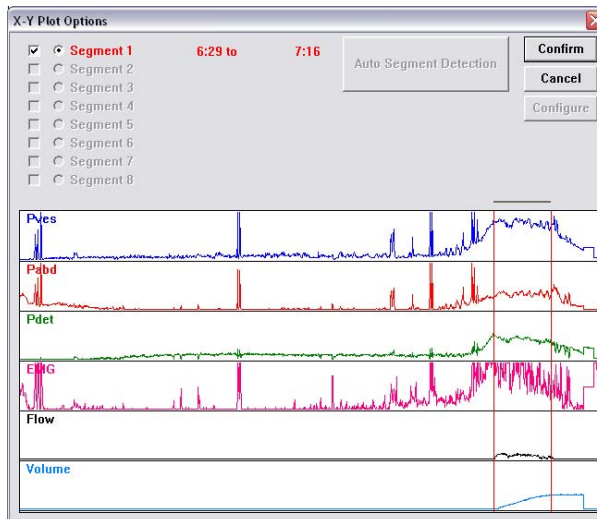 X-Y Plot Options
Segment 1 6:29 to 7:16
Segment 2
Segment 3
Segment 4
Segment 5
Segment 6
Segment 7
Segment 8
Auto Segment Detection
Confirm
Cancel
Configure
Pves
Pabd
Pdet
EMG
Flow
Volume